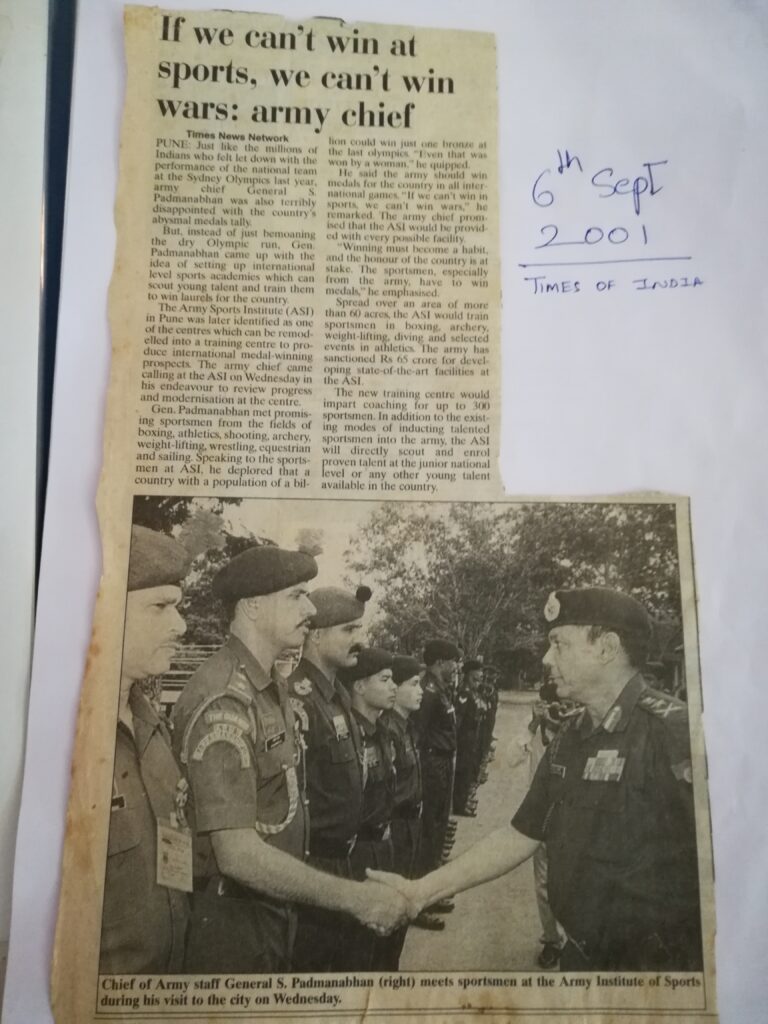 If we can't win at
sports, we can't win
wars: army chief
Times News Network
PUNE: Just like the millions of
Indians who felt let down with the
performance of the national team
at the Sydney Olympics last year,
army chief General S.
Padmanabhan was also terribly
disappointed with the country's
abysmal medals tally.
But, instead of just bemoaning
the dry Olympic run, Gen.
Padmanabhan came up with the
idea of setting up international
level sports academies which can
scout young talent and train them
to win laurels for the country.
The Army Sports Institute (ASI)
in Pune was later identified as one
of the centres which can be remod-
elled into a training centre to pro-
duce international medal-winning
prospects. The army chief came
calling at the ASI on Wednesday in
his endeavour to review progress
and modernisation at the centre.
Gen. Padmanabhan met promis-
ing sportsmen from the fields of
boxing, athletics, shooting, archery,
weight-lifting, wrestling, equestrian
and sailing. Speaking to the sports-
men at ASI, he deplored that a
country with a population of a bil-
lion could win just one bronze at
the last olympics. "Even that was
won by a woman," he quipped.
He said the army should win
medals for the country in all inter-
national games. "If we can't win in
sports, we can't win wars," he
remarked. The army chief prom-
ised that the ASI would be provid-
ed with every possible facility.
"Winning must become a habit,
and the honour of the country is at
stake. The sportsmen, especially
from the army, have to win
medals," he emphasised.
Spread over an area of more
than 60 acres, the ASI would train
sportsmen in boxing, archery,
weight-lifting, diving and selected
events in athletics. The army has
sanctioned Rs 65 crore for devel-
oping state-of-the-art facilities at
the ASI.
The new training centre would
impart coaching for up to 300
sportsmen. In addition to the exist-
ing modes of inducting talented
sportsmen into the army, the ASI
will directly scout and enrol
proven talent at the junior national
level or any other young talent
available in the country.
6th Sept
2001
TIMES OF INDIA
Chief of Army staff General S. Padmanabhan (right) meets sportsmen at the Army Institute of Sports
during his visit to the city on Wednesday.